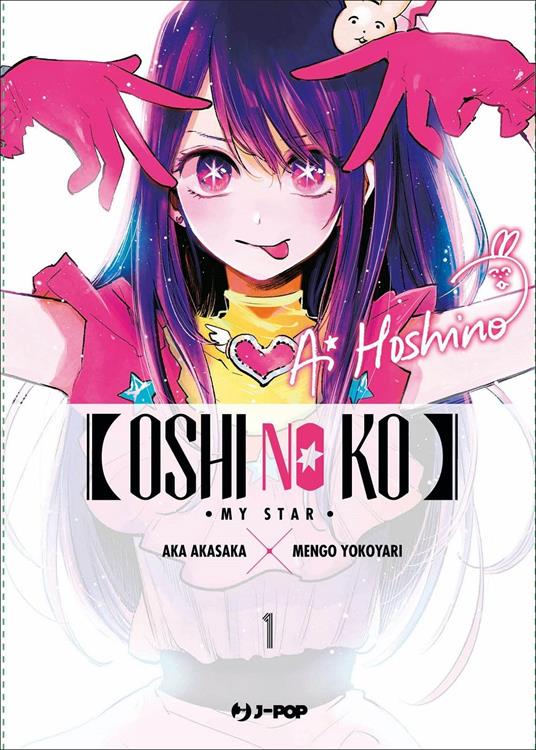 Ai Hoshino
【OSHI NO KO】
• MY STAR •
AKA AKASAKA × MENGO YOKOYARI
1
J-POP